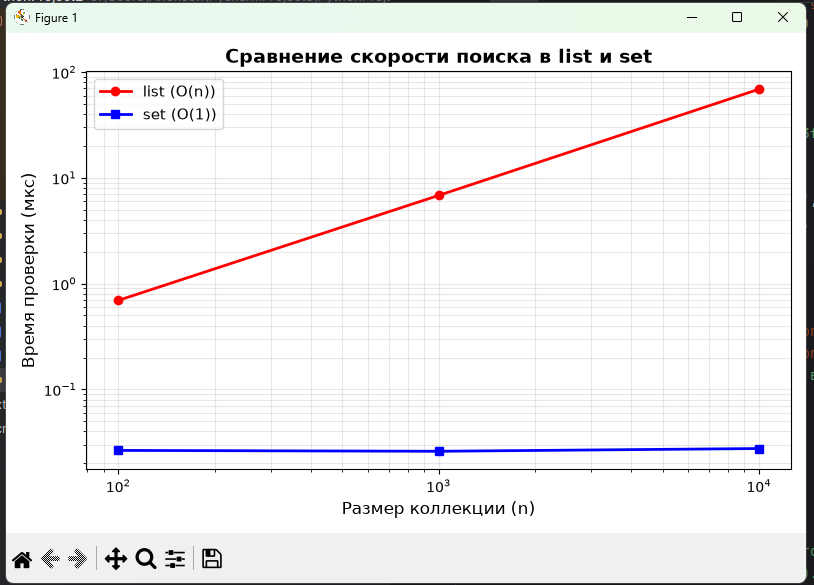 Figure 1
Сравнение скорости поиска в list и set
list (O(n))
set (O(1))
Время проверки (мкс)
10²
10¹
10⁰
10⁻¹
10²
10³
10⁴
Размер коллекции (n)